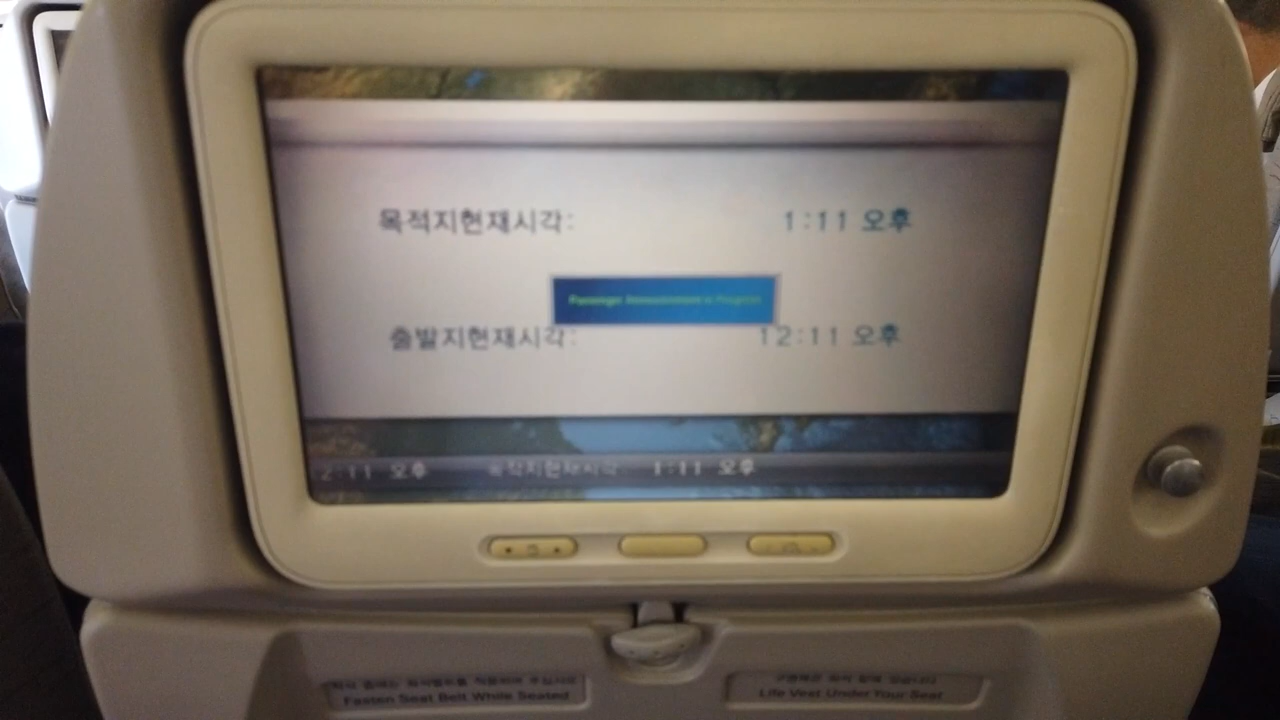 목적지현재시각: 1:11 오후
Passenger Announcement in Progress
출발지현재시각: 12:11 오후
2:11 오후 목적지현재시각 1:11 오후
Fasten Seat Belt While Seated
Life Vest Under Your Seat